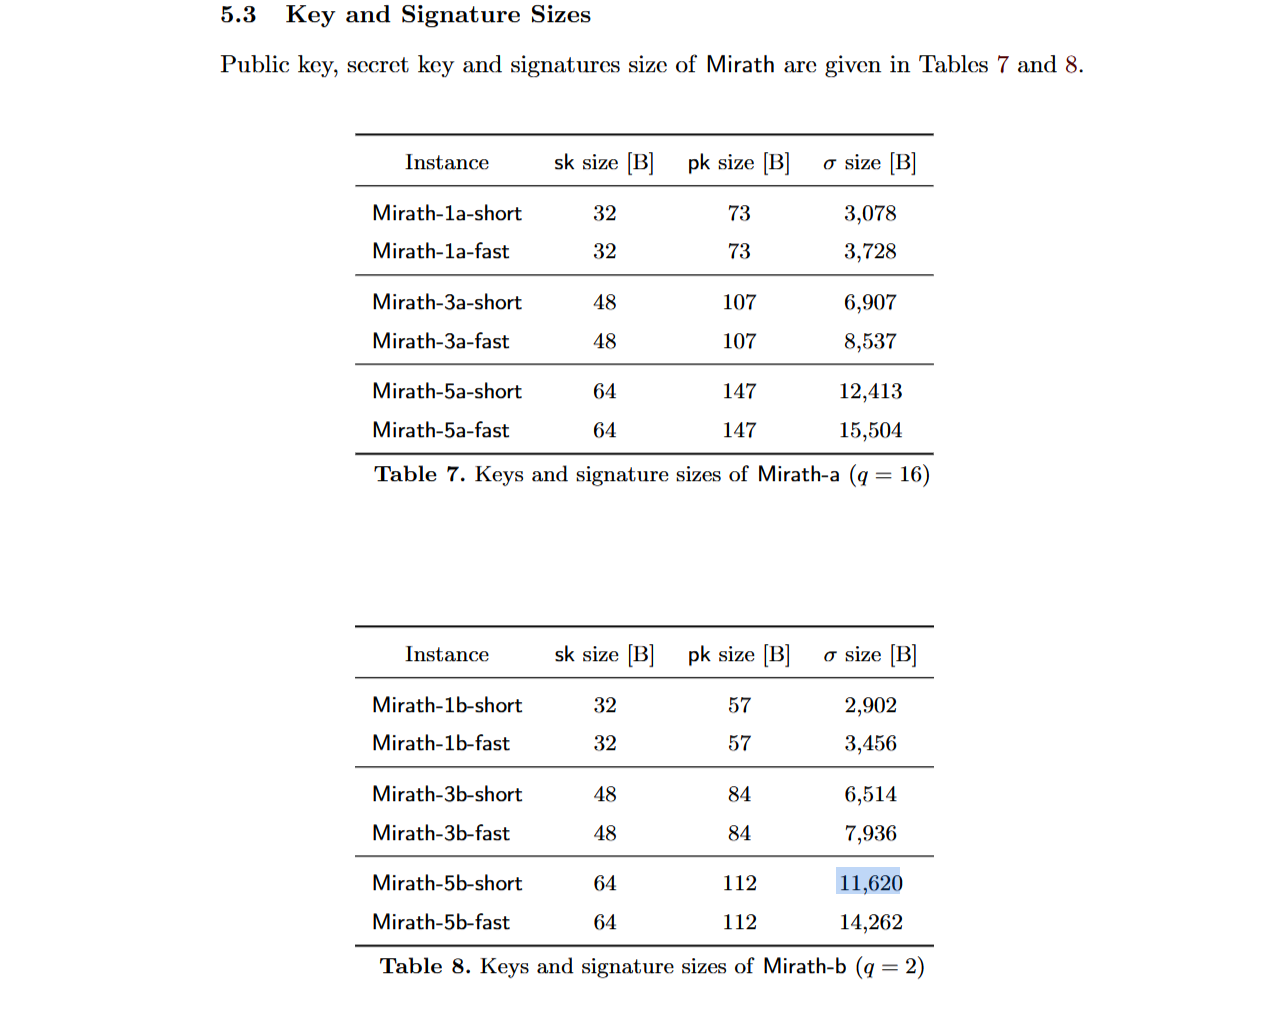 5.3 Key and Signature Sizes
Public key, secret key and signatures size of Mirath are given in Tables 7 and 8.
Instance sk size [B] pk size [B] σ size [B]
Mirath-1a-short 32 73 3,078
Mirath-1a-fast 32 73 3,728
Mirath-3a-short 48 107 6,907
Mirath-3a-fast 48 107 8,537
Mirath-5a-short 64 147 12,413
Mirath-5a-fast 64 147 15,504
Table 7. Keys and signature sizes of Mirath-a (q = 16)
Instance sk size [B] pk size [B] σ size [B]
Mirath-1b-short 32 57 2,902
Mirath-1b-fast 32 57 3,456
Mirath-3b-short 48 84 6,514
Mirath-3b-fast 48 84 7,936
Mirath-5b-short 64 112 11,620
Mirath-5b-fast 64 112 14,262
Table 8. Keys and signature sizes of Mirath-b (q = 2)